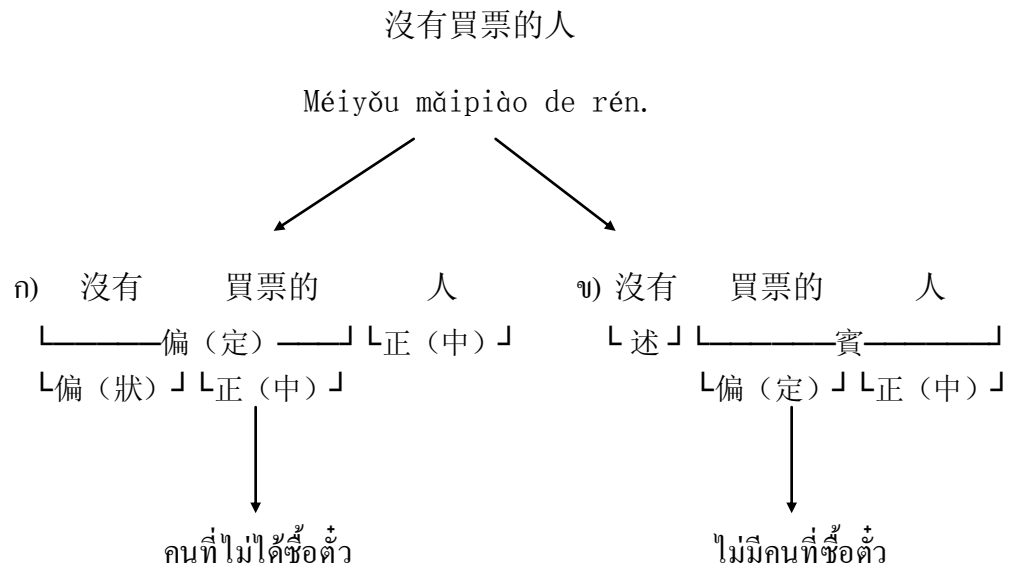 沒有買票的人
Méiyǒu mǎipiào de rén.
ก) 沒有 買票的 人 ข) 沒有 買票的 人
偏（定） 正（中） 述 賓
偏（狀） 正（中） 偏（定） 正（中）
คนที่ไม่ได้ซื้อตั๋ว ไม่มีคนที่ซื้อตั๋ว